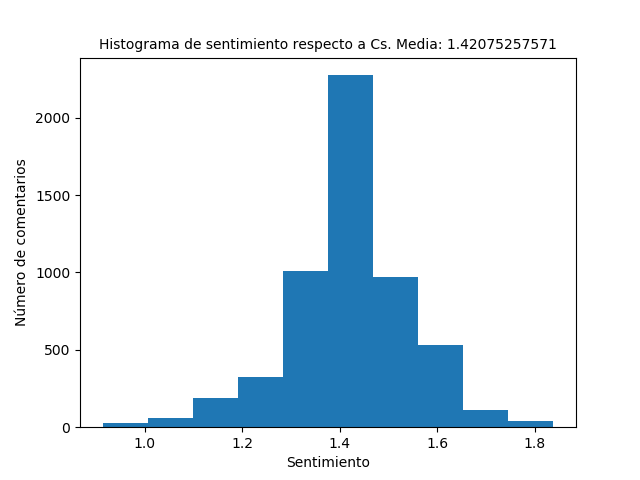 Histograma de sentimiento respecto a Cs. Media: 1.42075257571
Número de comentarios
2000
1500
1000
500
0
1.0 1.2 1.4 1.6 1.8
Sentimiento